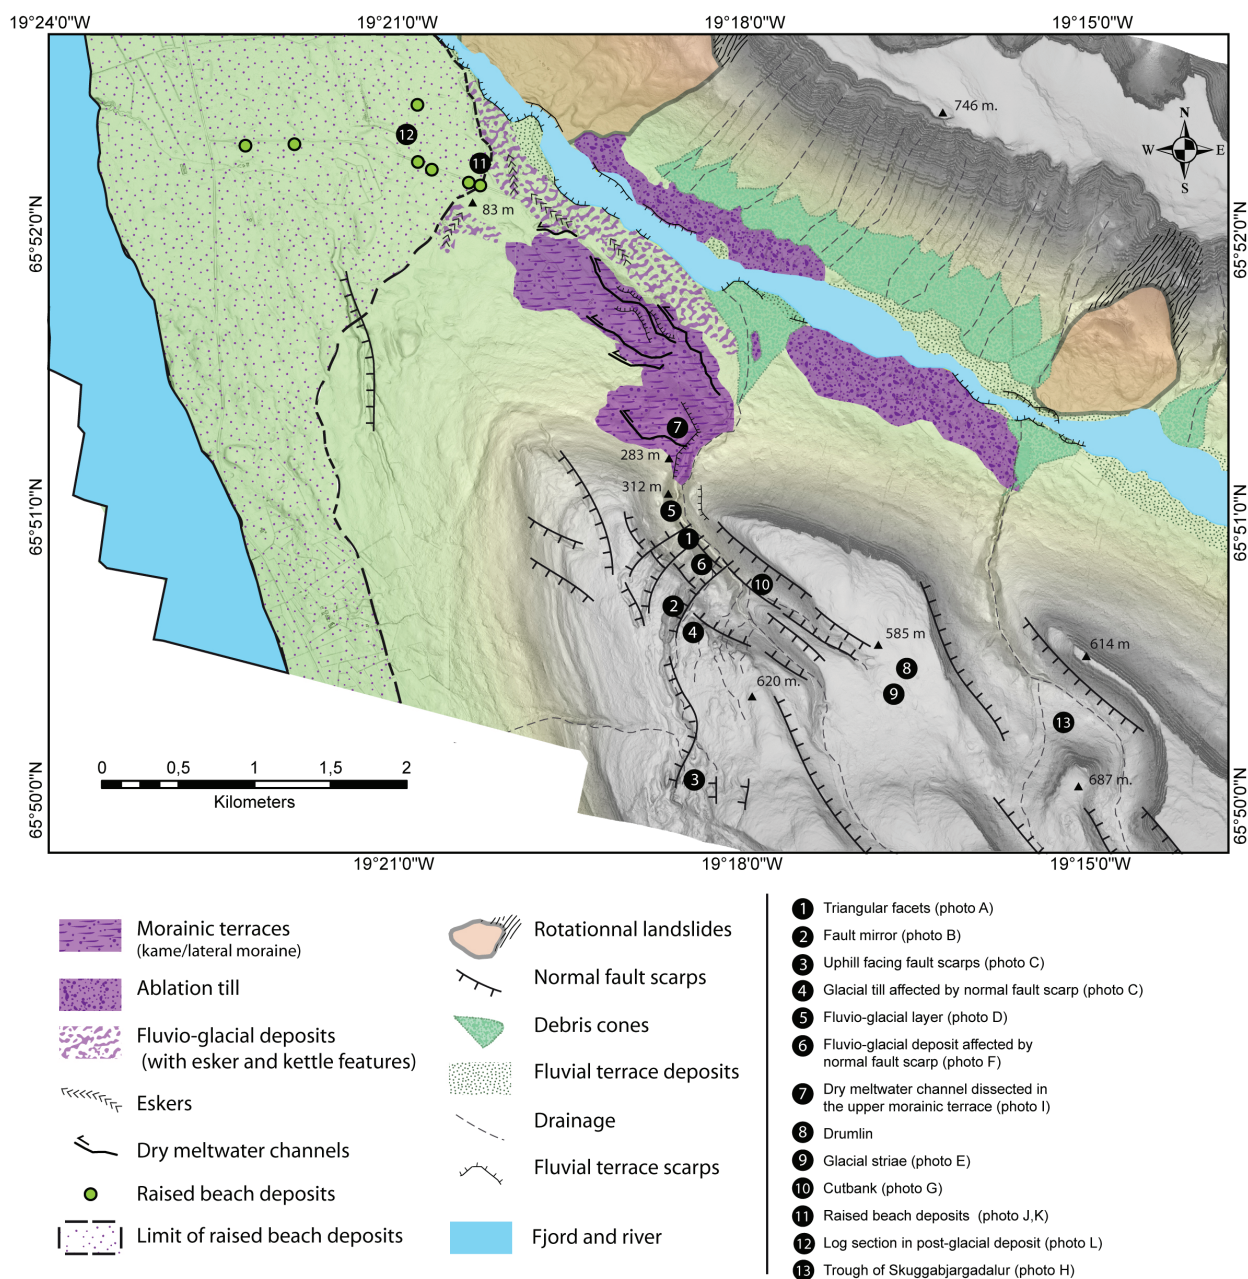 19°24'0"W
19°21'0"W
19°18'0"W
19°15'0"W
746 m.
N
W
E
S
12
11
83 m
65°52'0"N
65°52'0"N
7
283 m
312 m
5
1
6
10
2
4
585 m
8
9
614 m
620 m.
13
3
687 m.
65°51'0"N
65°51'0"N
65°50'0"N
65°50'0"N
0
0,5
1
1,5
2
Kilometers
19°21'0"W
19°18'0"W
19°15'0"W
Morainic terraces
(kame/lateral moraine)
Ablation till
Fluvio-glacial deposits
(with esker and kettle features)
Eskers
Dry meltwater channels
Raised beach deposits
Limit of raised beach deposits
Rotationnal landslides
Normal fault scarps
Debris cones
Fluvial terrace deposits
Drainage
Fluvial terrace scarps
Fjord and river
1 Triangular facets (photo A)
2 Fault mirror (photo B)
3 Uphill facing fault scarps (photo C)
4 Glacial till affected by normal fault scarp (photo C)
5 Fluvio-glacial layer (photo D)
6 Fluvio-glacial deposit affected by
normal fault scarp (photo F)
7 Dry meltwater channel dissected in
the upper morainic terrace (photo I)
8 Drumlin
9 Glacial striae (photo E)
10 Cutbank (photo G)
11 Raised beach deposits (photo J,K)
12 Log section in post-glacial deposit (photo L)
13 Trough of Skuggabjargadalur (photo H)